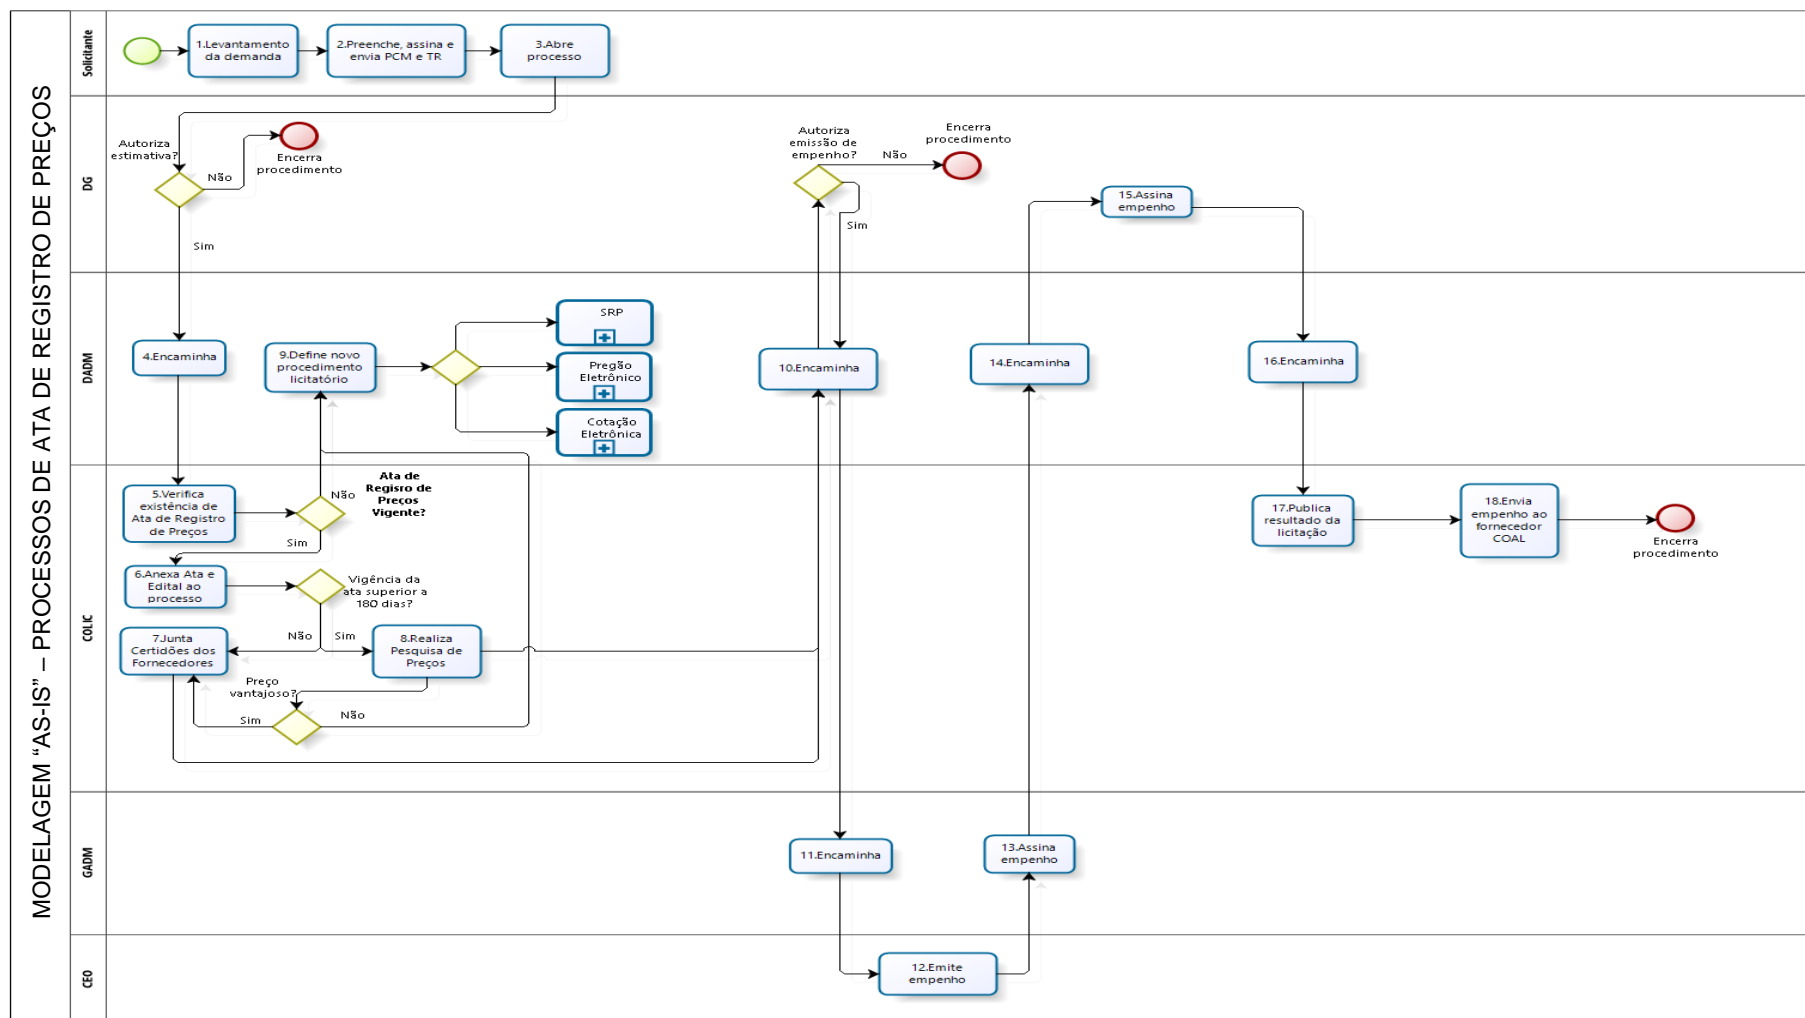 MODELAGEM “AS-IS” – PROCESSOS DE ATA DE REGISTRO DE PREÇOS
Solicitante
1.Levantamento
da demanda
2.Preenche, assina e
envia PCM e TR
3.Abre
processo
DG
Autoriza
estimativa?
Não
Encerra
procedimento
Sim
Autoriza
emissão de
empenho?
Não
Encerra
procedimento
Sim
15.Assina
empenho
DADM
4.Encaminha
9.Define novo
procedimento
licitatório
SRP
Pregão
Eletrônico
Cotação
Eletrônica
10.Encaminha
14.Encaminha
16.Encaminha
COLIC
5.Verifica
existência de
Ata de Registro
de Preços
Não
Ata de
Regisro de
Preços
Vigente?
Sim
6.Anexa Ata e
Edital ao
processo
Vigência da
ata superior a
180 dias?
Não
Sim
7.Junta
Certidões dos
Fornecedores
8.Realiza
Pesquisa de
Preços
Preço
vantajoso?
Sim
Não
17.Publica
resultado da
licitação
18.Envia
empenho ao
fornecedor
COAL
Encerra
procedimento
GADM
11.Encaminha
13.Assina
empenho
CEO
12.Emite
empenho